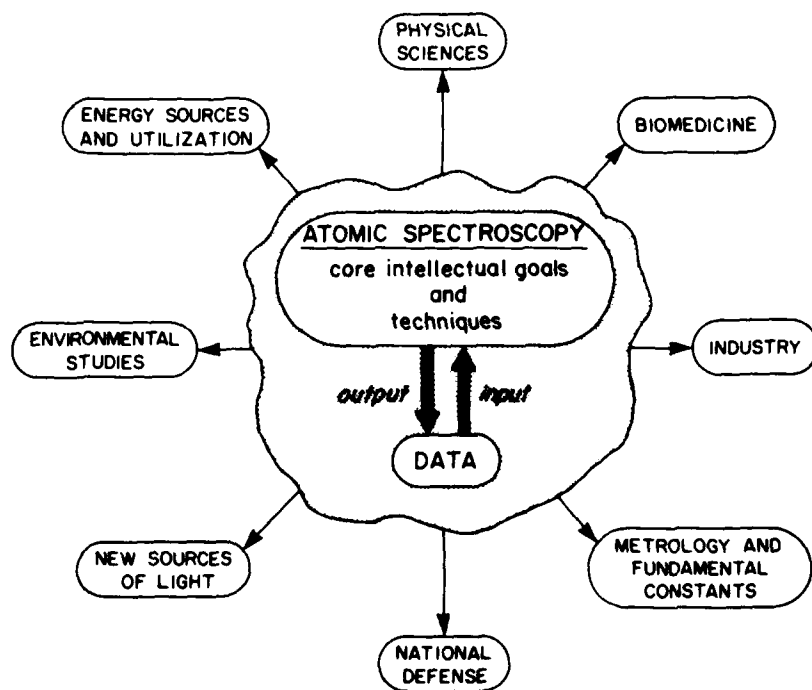 PHYSICAL
SCIENCES
ENERGY SOURCES
AND UTILIZATION
BIOMEDICINE
ATOMIC SPECTROSCOPY
core intellectual goals
and
techniques
ENVIRONMENTAL
STUDIES
INDUSTRY
output
input
DATA
NEW SOURCES
OF LIGHT
METROLOGY AND
FUNDAMENTAL
CONSTANTS
NATIONAL
DEFENSE